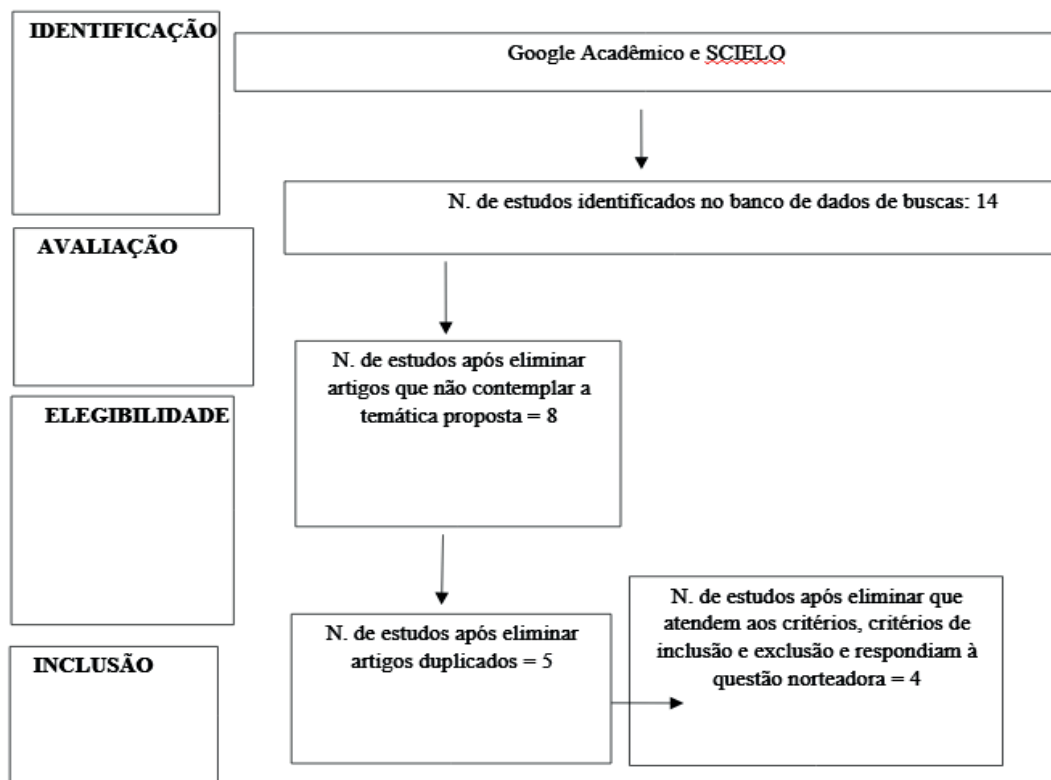 IDENTIFICAÇÃO
Google Acadêmico e SCIELO
N. de estudos identificados no banco de dados de buscas: 14
AVALIAÇÃO
N. de estudos após eliminar
artigos que não contemplar a
temática proposta = 8
ELEGIBILIDADE
N. de estudos após eliminar
artigos duplicados = 5
N. de estudos após eliminar que
atendem aos critérios, critérios de
inclusão e exclusão e respondiam à
questão norteadora = 4
INCLUSÃO